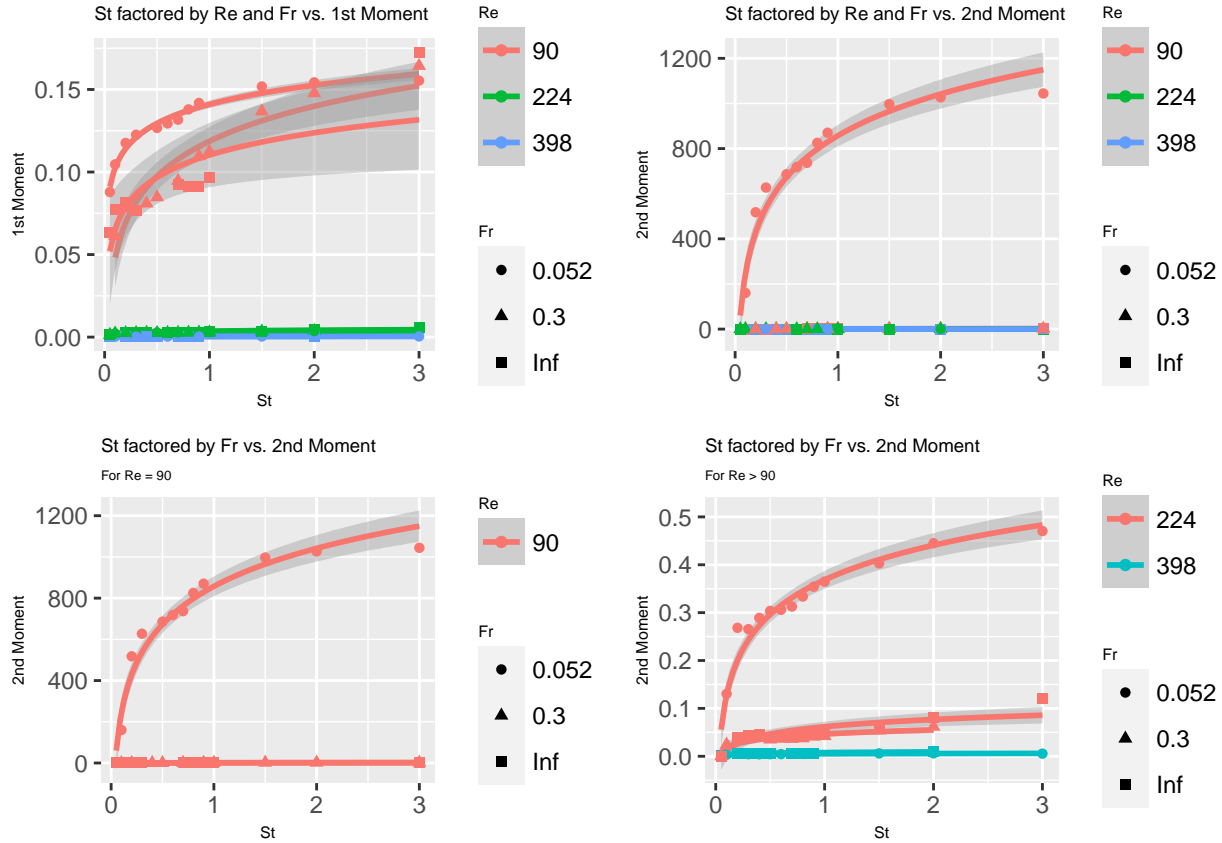 St factored by Re and Fr vs. 1st Moment
1st Moment
0.15
0.10
0.05
0.00
0
1
2
3
St
Re
90
224
398
Fr
0.052
0.3
Inf
St factored by Re and Fr vs. 2nd Moment
2nd Moment
1200
800
400
0
0
1
2
3
St
Re
90
224
398
Fr
0.052
0.3
Inf
St factored by Fr vs. 2nd Moment
For Re = 90
2nd Moment
1200
800
400
0
0
1
2
3
St
Re
90
Fr
0.052
0.3
Inf
St factored by Fr vs. 2nd Moment
For Re > 90
2nd Moment
0.5
0.4
0.3
0.2
0.1
0.0
0
1
2
3
St
Re
224
398
Fr
0.052
0.3
Inf